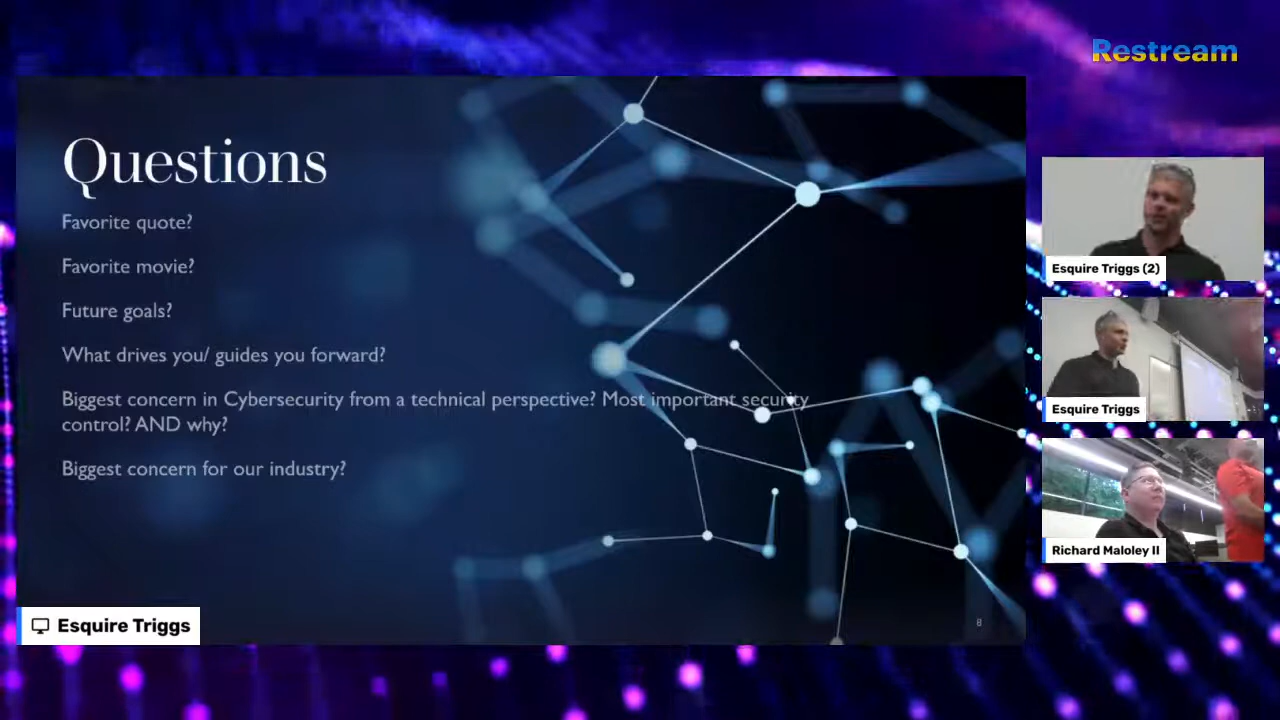 Restream
Questions
Favorite quote?
Favorite movie?
Future goals?
What drives you/ guides you forward?
Biggest concern in Cybersecurity from a technical perspective? Most important security
control? AND why?
Biggest concern for our industry?
8
Esquire Triggs
Esquire Triggs (2)
Esquire Triggs
Richard Maloley II